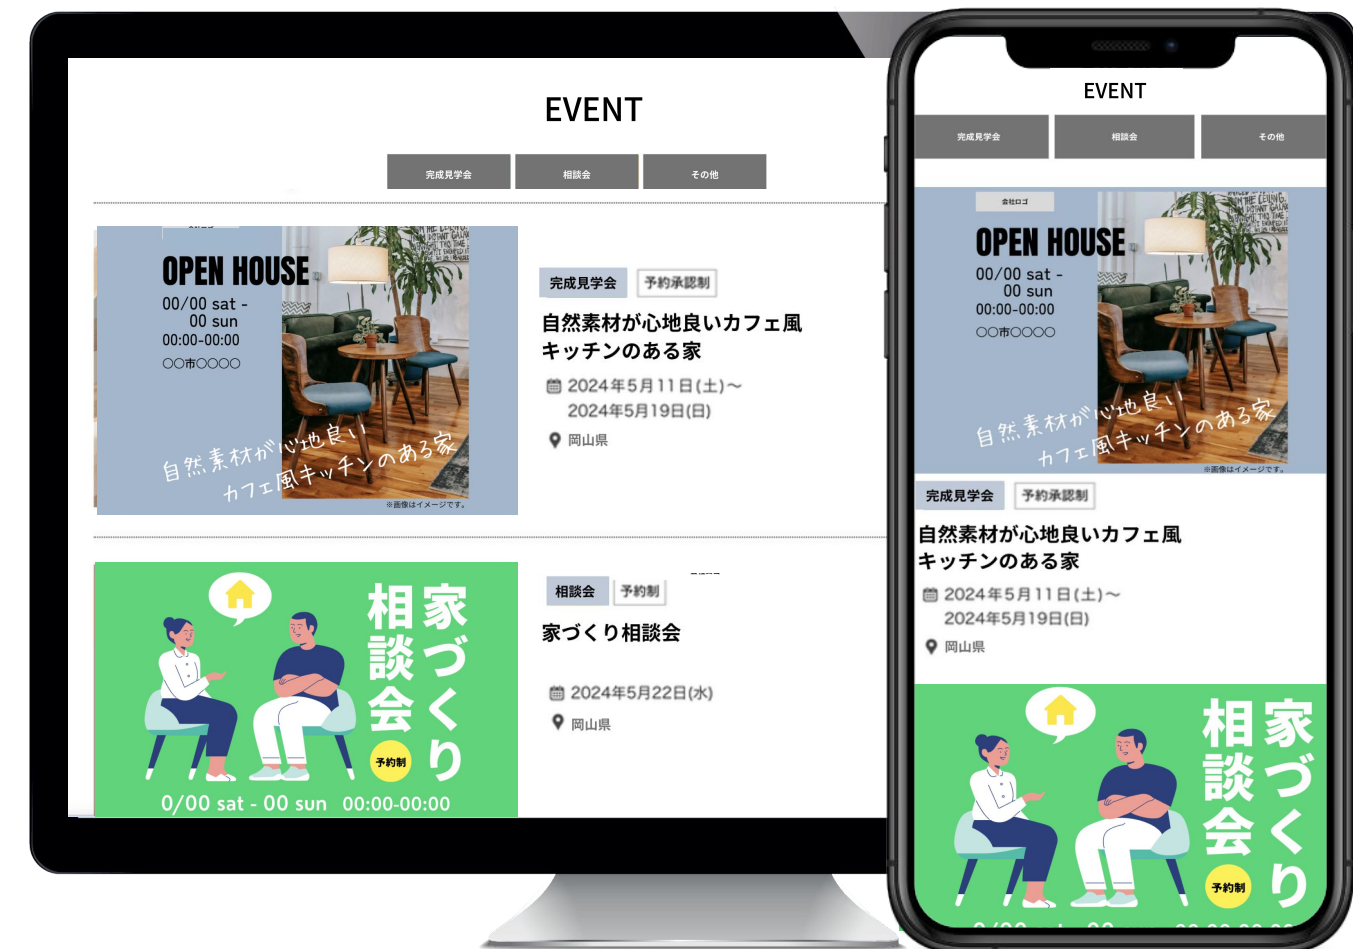 EVENT
完成見学会
相談会
その他
OPEN HOUSE
00/00 sat -
00 sun
00:00-00:00
○○市○○○○
自然素材が心地良い
カフェ風キッチンのある家
※画像はイメージです。
完成見学会
予約承認制
自然素材が心地良いカフェ風
キッチンのある家
2024年5月11日(土)～
2024年5月19日(日)
岡山県
家づくり
相談会
予約制
0/00 sat - 00 sun 00:00-00:00
相談会
予約制
家づくり相談会
2024年5月22日(水)
岡山県
EVENT
完成見学会
相談会
その他
会社ロゴ
OPEN HOUSE
00/00 sat -
00 sun
00:00-00:00
○○市○○○○
自然素材が心地良い
カフェ風キッチンのある家
※画像はイメージです。
完成見学会
予約承認制
自然素材が心地良いカフェ風
キッチンのある家
2024年5月11日(土)～
2024年5月19日(日)
岡山県
家づくり
相談会
予約制